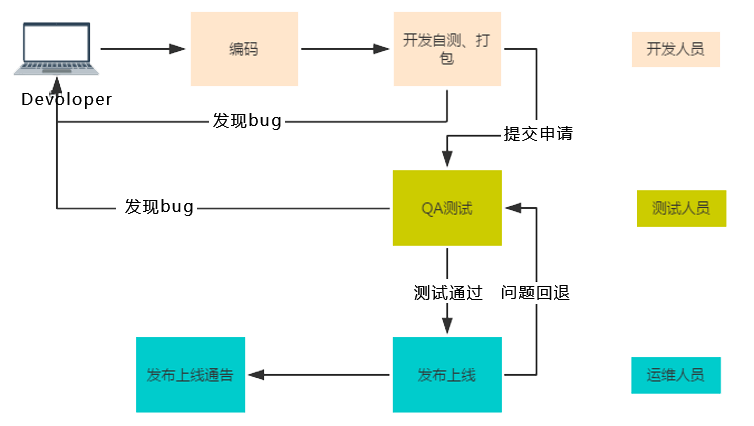 编码
开发自测、打
包
开发人员
Devoloper
发现bug
提交申请
发现bug
QA测试
测试人员
测试通过
问题回退
发布上线通告
发布上线
运维人员